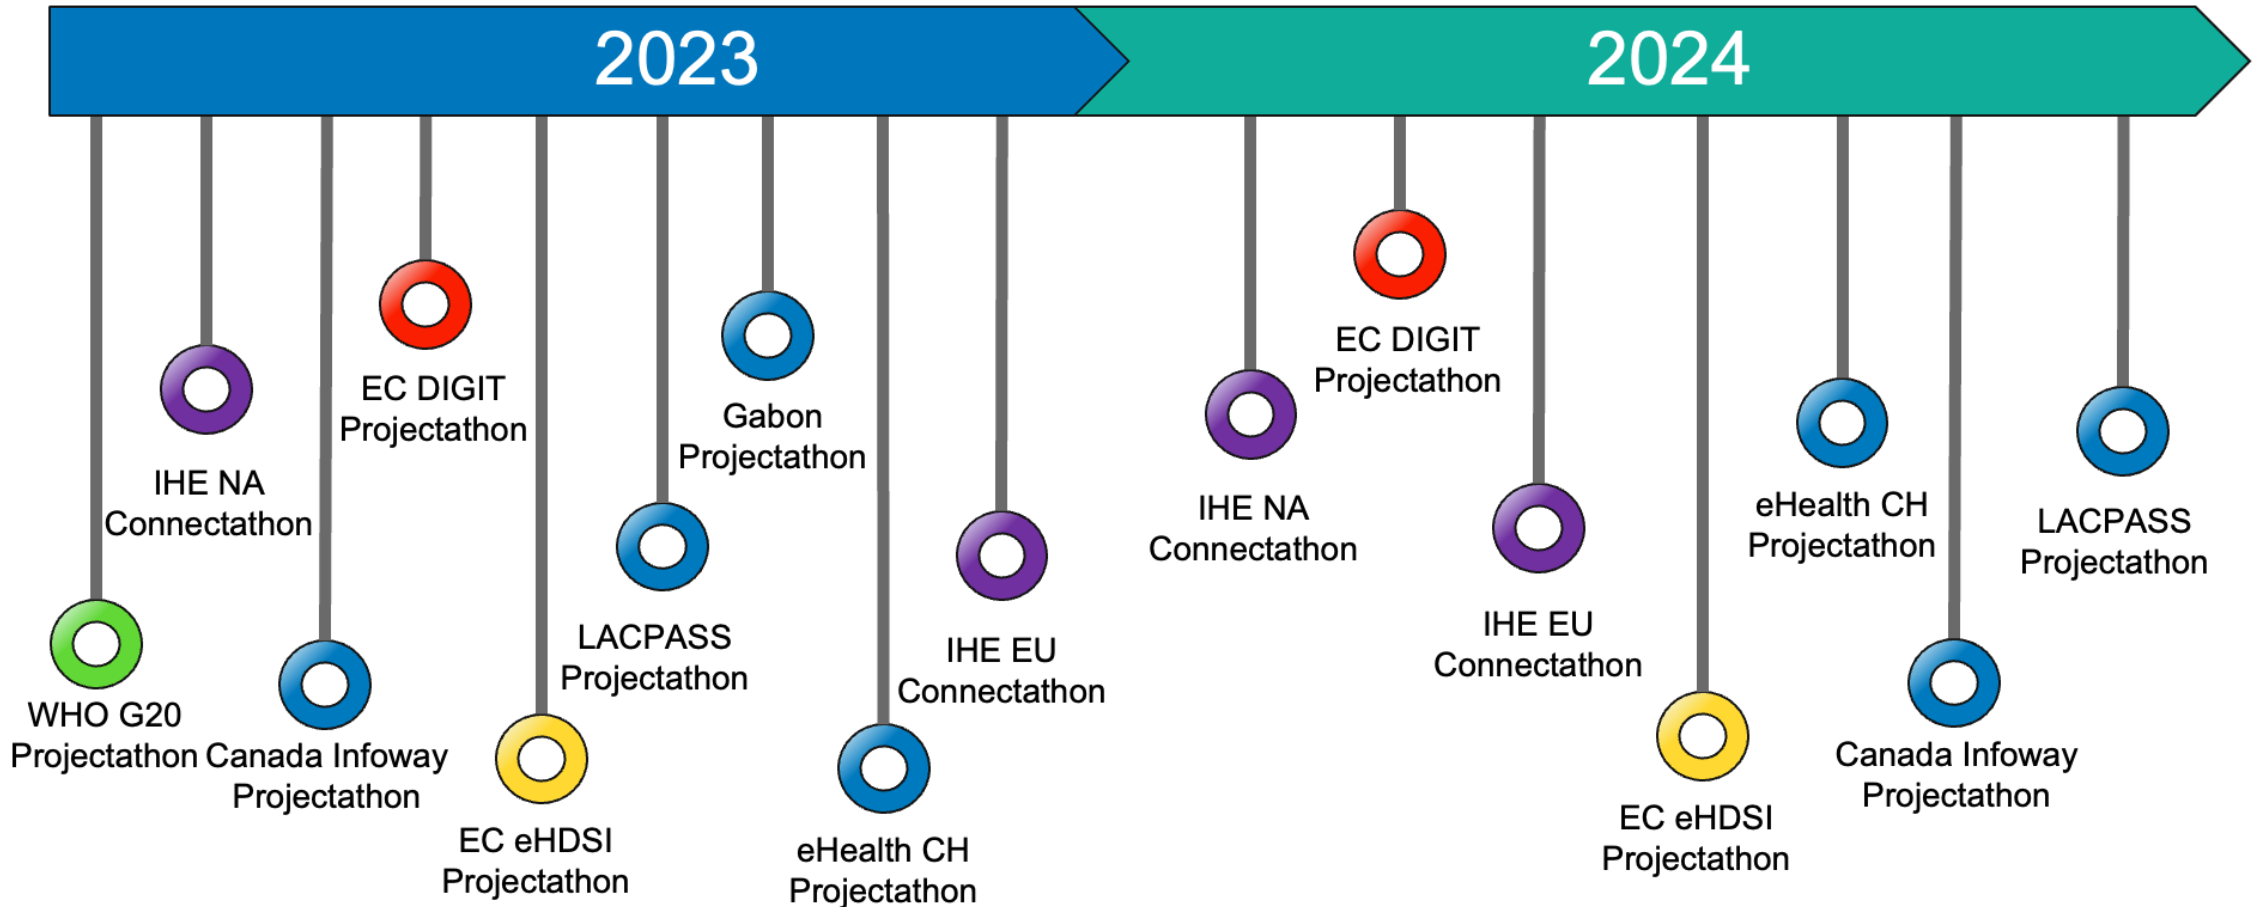 2023
2024
WHO G20
Projectathon
IHE NA
Connectathon
Canada Infoway
Projectathon
EC DIGIT
Projectathon
EC eHDSI
Projectathon
LACPASS
Projectathon
Gabon
Projectathon
eHealth CH
Projectathon
IHE EU
Connectathon
IHE NA
Connectathon
EC DIGIT
Projectathon
IHE EU
Connectathon
EC eHDSI
Projectathon
eHealth CH
Projectathon
Canada Infoway
Projectathon
LACPASS
Projectathon